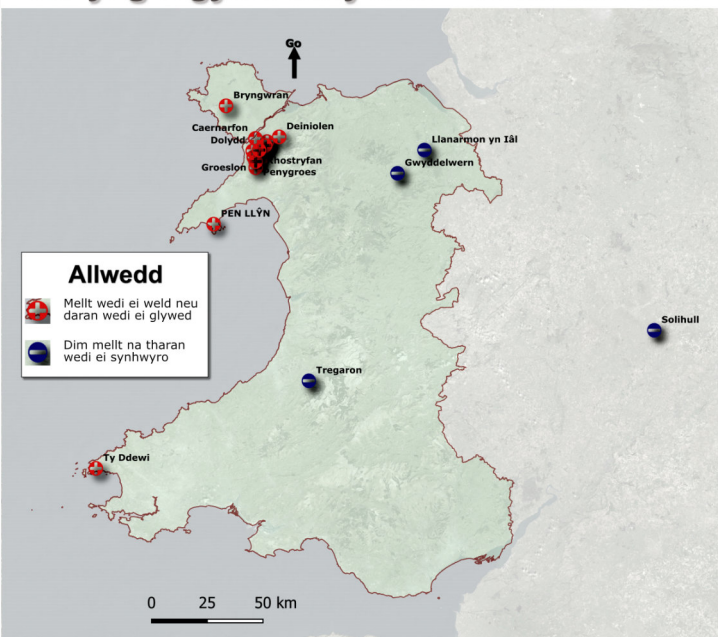 Go
Bryngwran
Caernarfon
Deiniolen
Dolydd
Llanarmon yn Iâl
Rhostryfan
Gwyddelwern
Groeslon
Penygroes
PEN LLŶN
Allwedd
Mellt wedi ei weld neu
daran wedi ei glywed
Dim mellt na tharan
wedi ei synhwyro
Solihull
Tregaron
Ty Ddewi
0 25 50 km